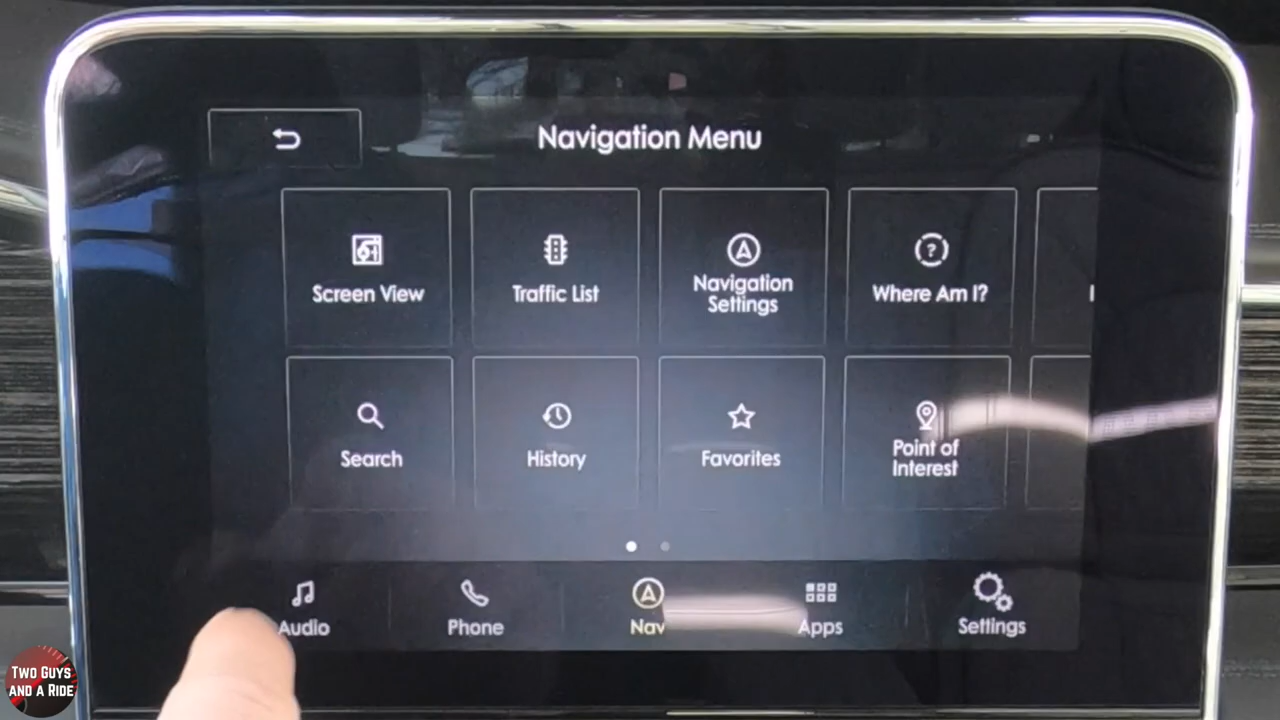 Navigation Menu
Screen View
Traffic List
Navigation
Settings
Where Am I?
Search
History
Favorites
Point of
Interest
Audio
Phone
Nav
Apps
Settings
TWO GUYS
AND A RIDE